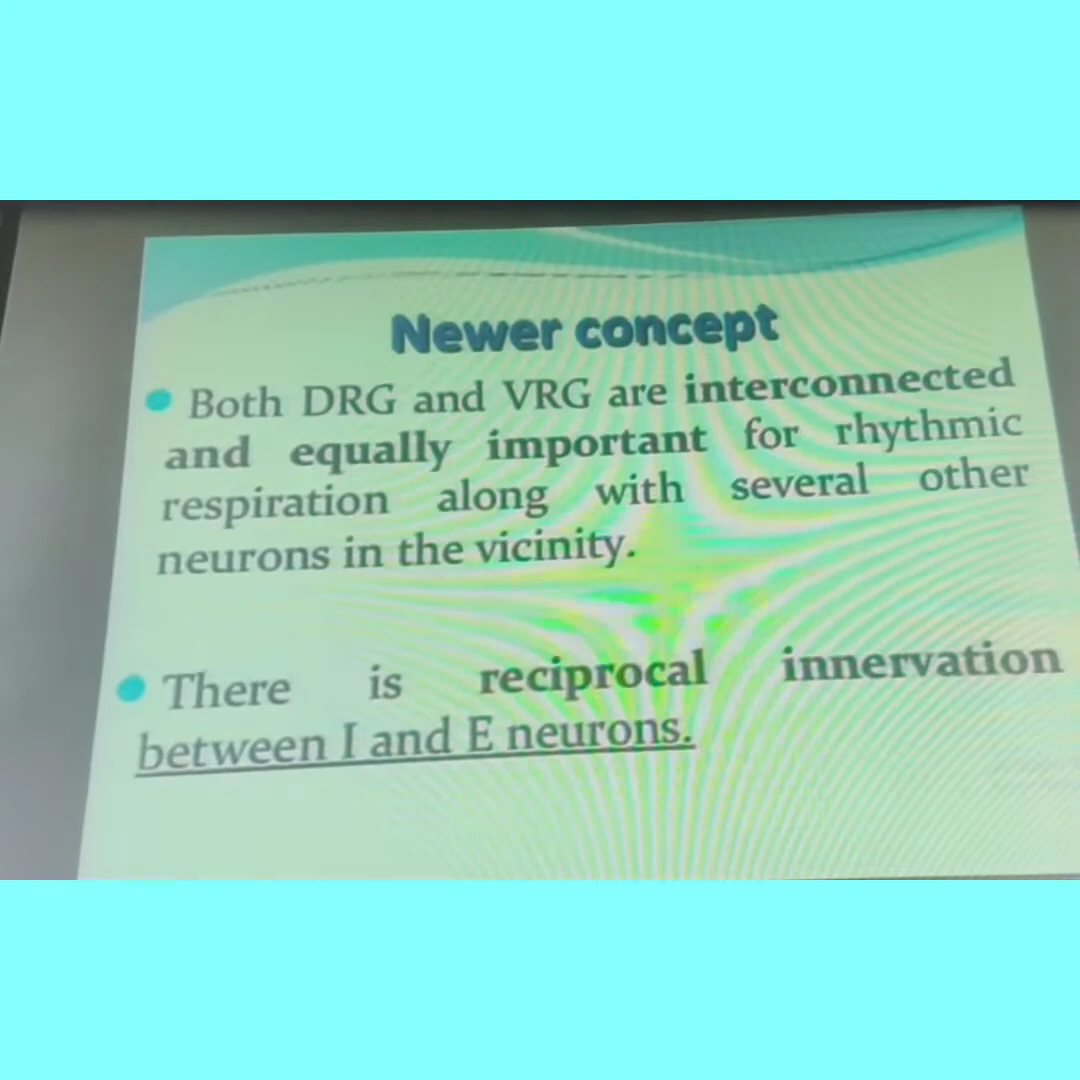 Newer concept
Both DRG and VRG are interconnected
and equally important for rhythmic
respiration along with several other
neurons in the vicinity.
There is reciprocal innervation
between I and E neurons.